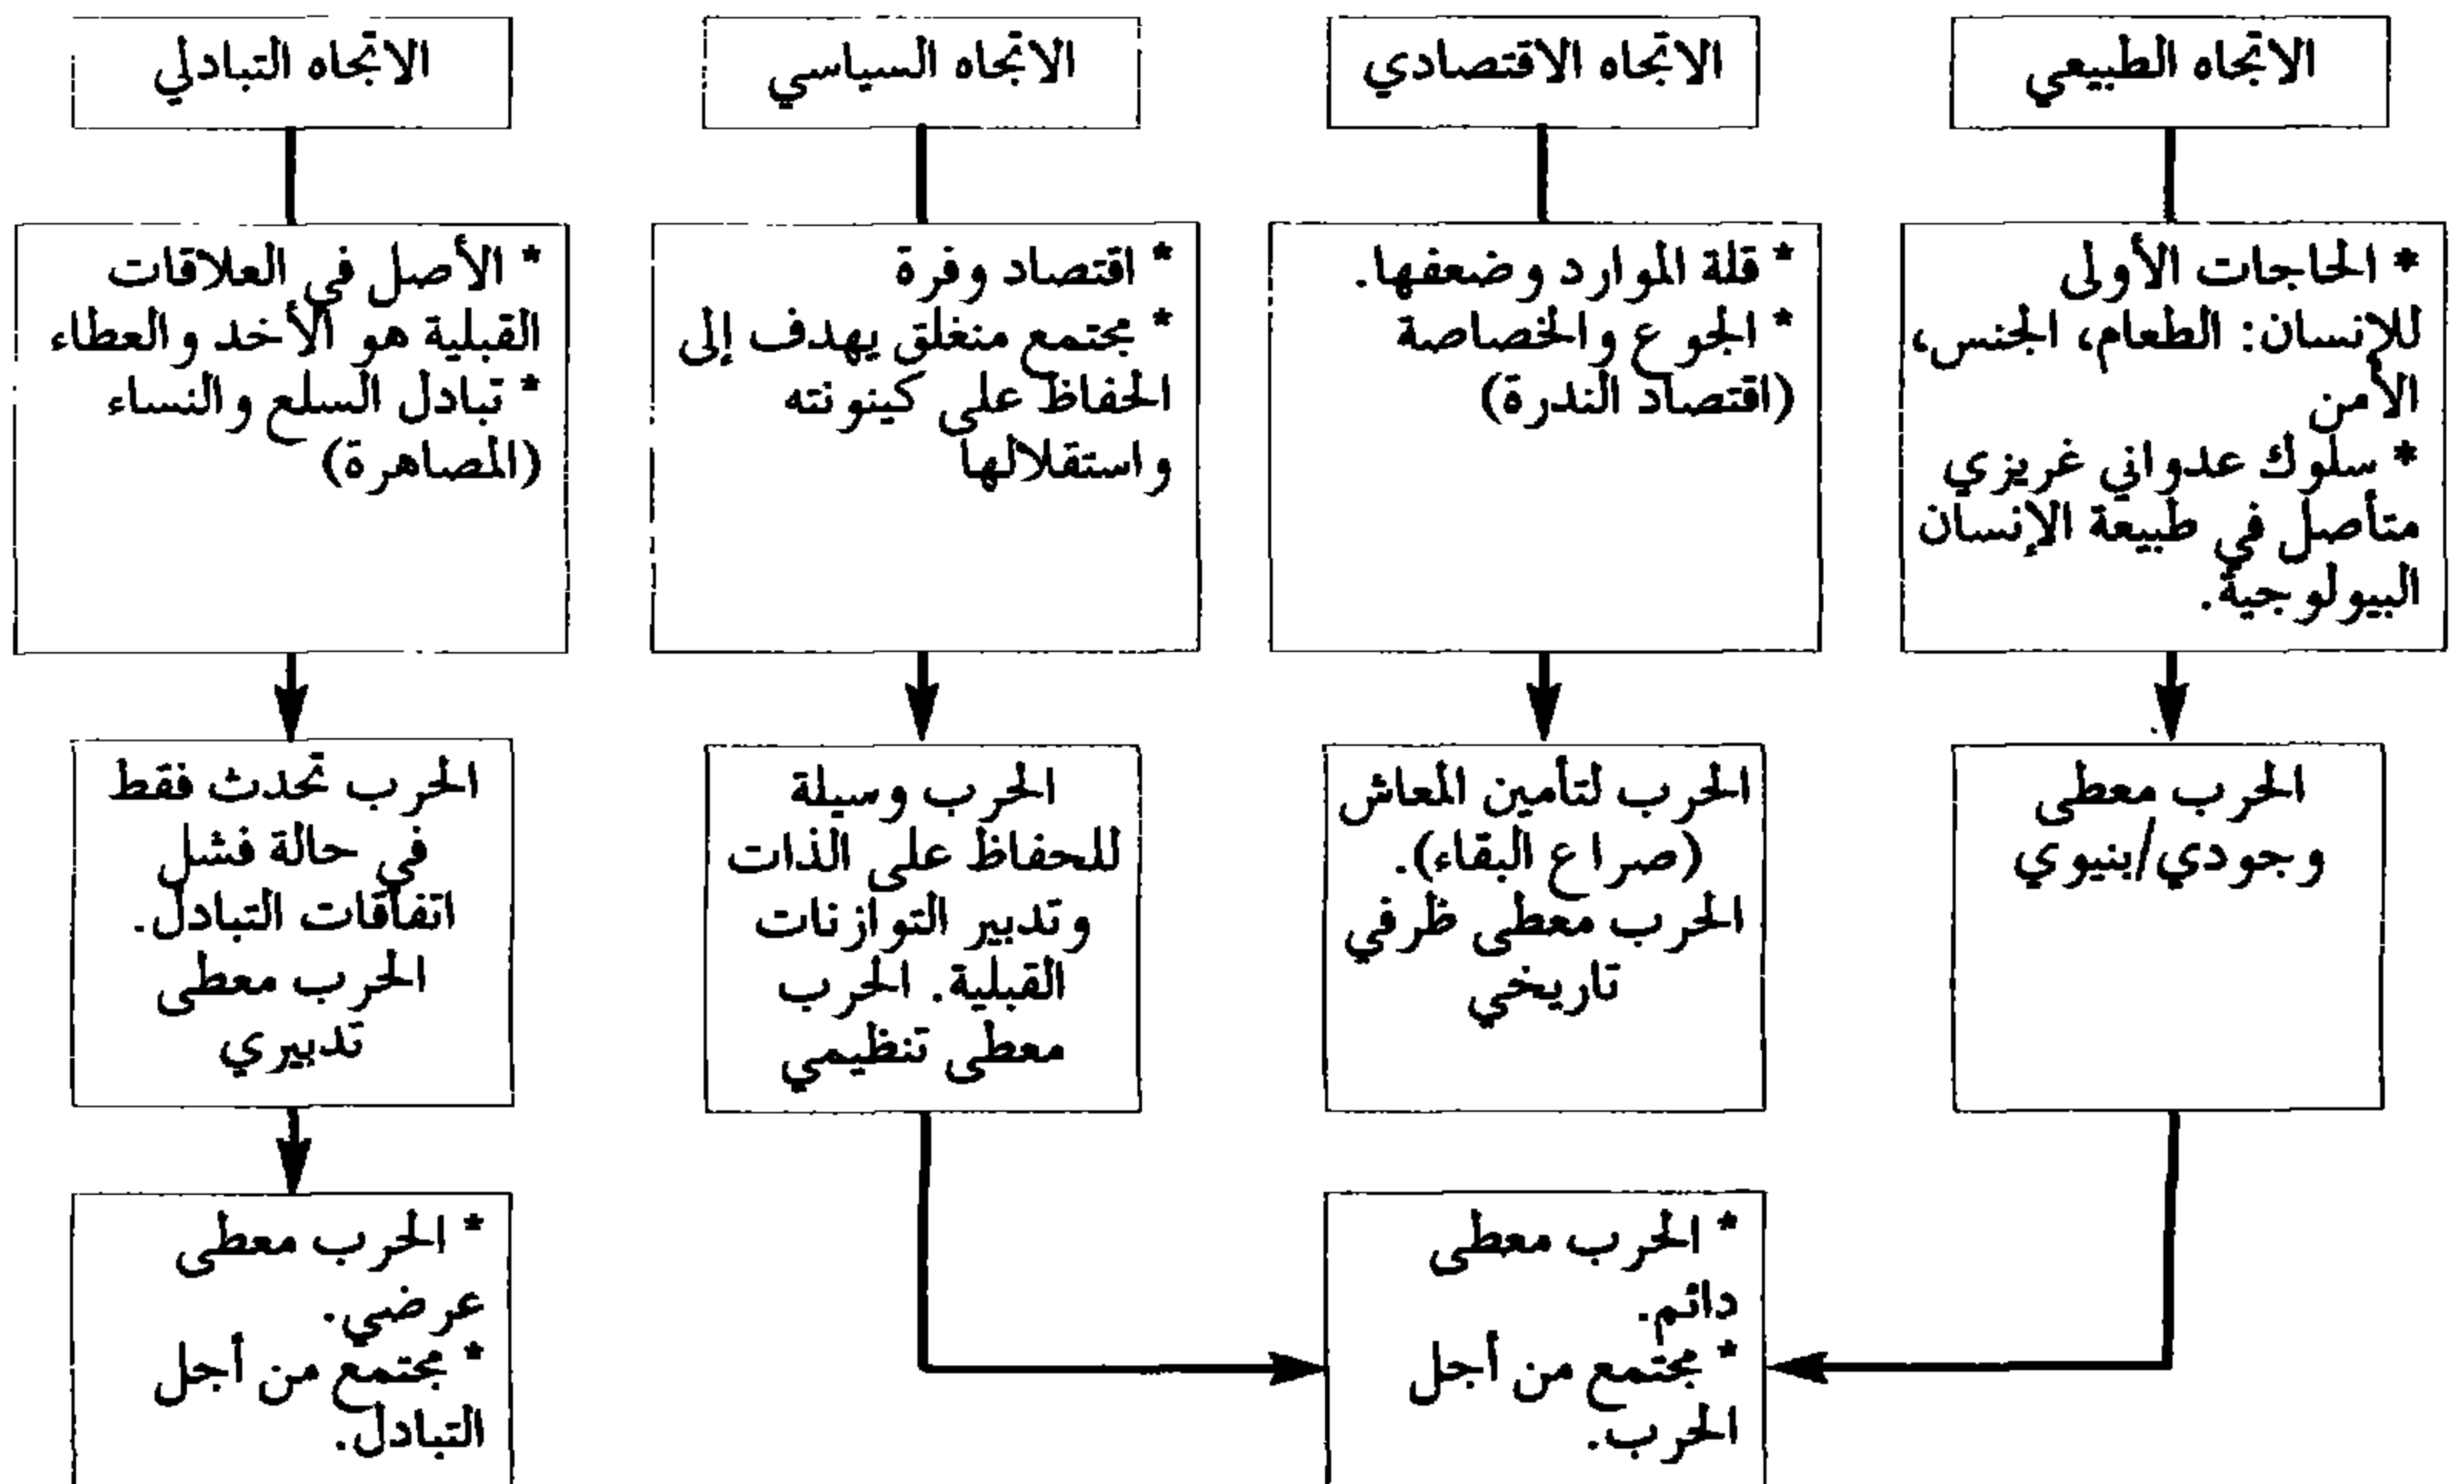 الاتجاه الطبيعي
الاتجاه الاقتصادي
الاتجاه السياسي
الاتجاه التبادلي
* الحاجات الأولى
للإنسان: الطعام، الجنس،
الأمن
* سلوك عدواني غريزي
متأصل في طبيعة الإنسان
البيولوجية.
* قلة الموارد وضعفها.
* الجوع والخصاصة
(اقتصاد الندرة)
* اقتصاد وفرة
* مجتمع منغلق يهدف إلى
الحفاظ على كينونته
واستقلالها
* الأصل في العلاقات
القبلية هو الأخد والعطاء
* تبادل السلع والنساء
(المصاهرة)
الحرب معطى
وجودي/بنيوي
الحرب لتأمين المعاش
(صراع البقاء).
الحرب معطى ظرفي
تاريخي
الحرب وسيلة
للحفاظ على الذات
وتدبير التوازنات
القبلية. الحرب
معطى تنظيمي
الحرب تحدث فقط
في حالة فشل
اتفاقات التبادل.
الحرب معطى
تدبيري
* الحرب معطى
دائم.
* مجتمع من أجل
الحرب.
* الحرب معطى
عرضي.
* مجتمع من أجل
التبادل.